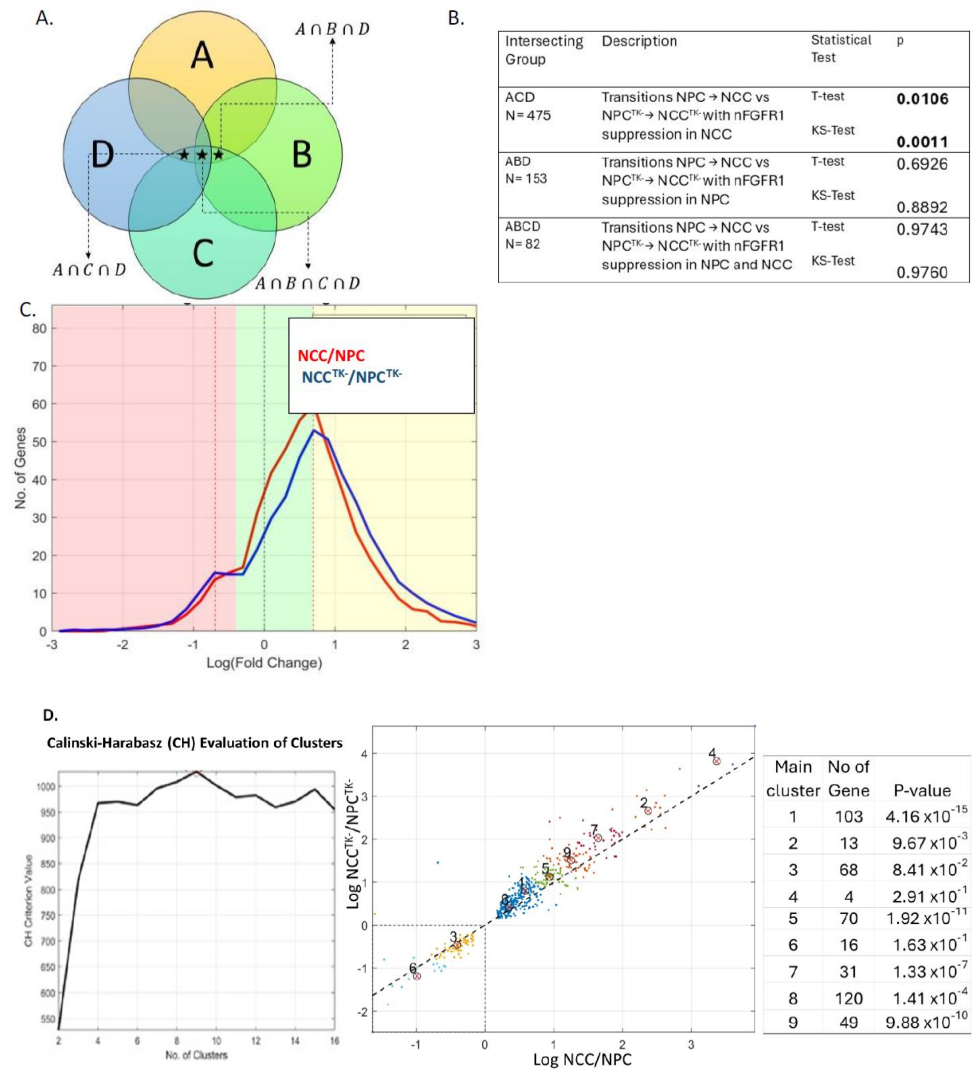 A.
A
B
C
D
A ∩ B ∩ D
A ∩ C ∩ D
A ∩ B ∩ C ∩ D
B.
Intersecting Group Description Statistical Test p
ACD
N= 475
Transitions NPC → NCC vs
NPCᵀᴷ⁻ → NCCᵀᴷ⁻ with nFGFR1
suppression in NCC
T-test 0.0106
KS-Test 0.0011
ABD
N= 153
Transitions NPC → NCC vs
NPCᵀᴷ⁻ → NCCᵀᴷ⁻ with nFGFR1
suppression in NPC
T-test 0.6926
KS-Test 0.8892
ABCD
N= 82
Transitions NPC → NCC vs
NPCᵀᴷ⁻ → NCCᵀᴷ⁻ with nFGFR1
suppression in NPC and NCC
T-test 0.9743
KS-Test 0.9760
C.
NCC/NPC
NCCᵀᴷ⁻/NPCᵀᴷ⁻
No. of Genes
80
70
60
50
40
30
20
10
0
-3 -2 -1 0 1 2 3
Log(Fold Change)
D.
Calinski-Harabasz (CH) Evaluation of Clusters
CH Criterion Value
1000
950
900
850
800
750
700
650
600
550
2 4 6 8 10 12 14 16
No. of Clusters
Log NCCᵀᴷ⁻/NPCᵀᴷ⁻
4
3
2
1
0
-1
-2
4
2
7
9
5
1
3
6
-1 0 1 2 3
Log NCC/NPC
Main cluster No of Gene P-value
1 103 4.16 x10⁻¹⁵
2 13 9.67 x10⁻³
3 68 8.41 x10⁻²
4 4 2.91 x10⁻¹
5 70 1.92 x10⁻¹¹
6 16 1.63 x10⁻¹
7 31 1.33 x10⁻⁷
8 120 1.41 x10⁻⁴
9 49 9.88 x10⁻¹⁰